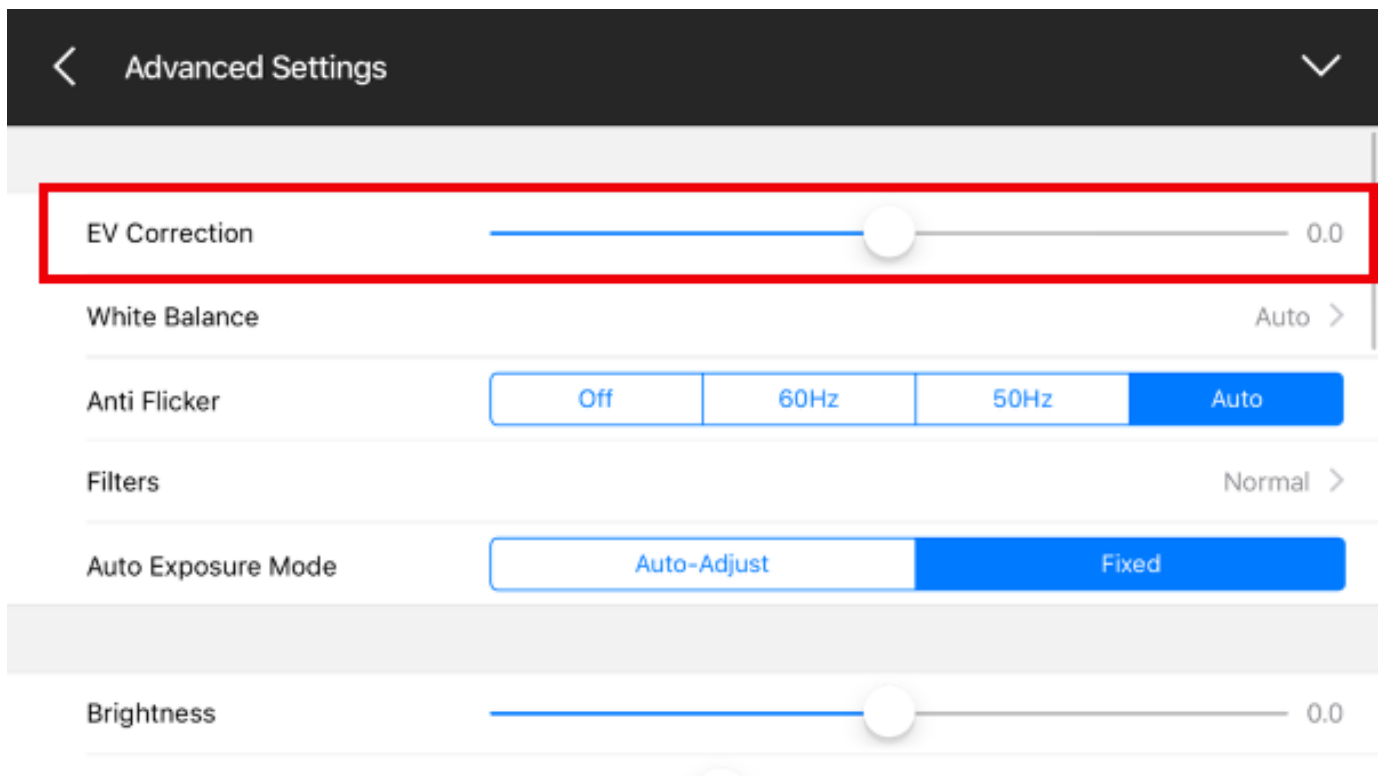 Advanced Settings
EV Correction 0.0
White Balance Auto
Anti Flicker Off 60Hz 50Hz Auto
Filters Normal
Auto Exposure Mode Auto-Adjust Fixed
Brightness 0.0